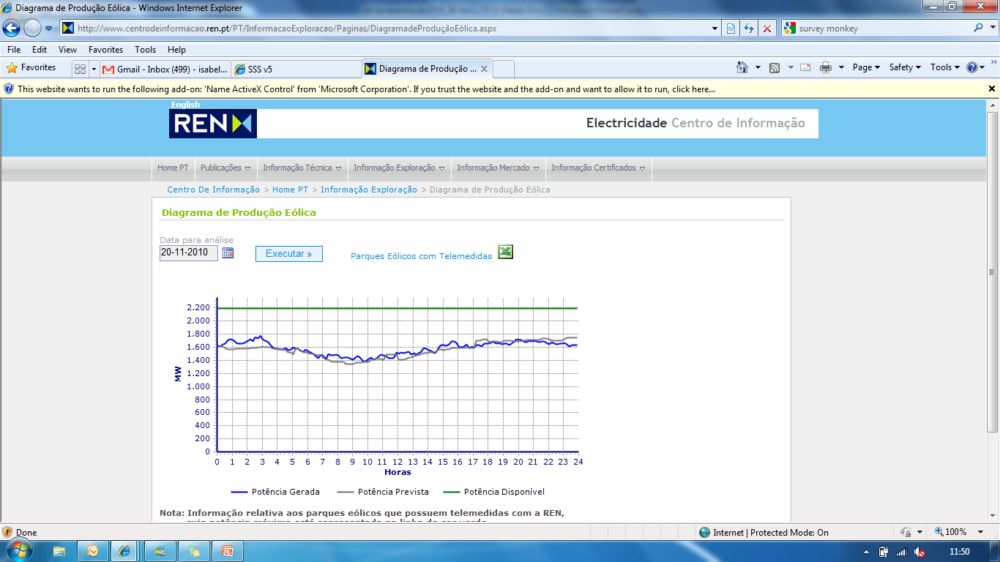 Diagrama de Produção Eólica - Windows Internet Explorer
http://www.centrodeinformacao.ren.pt/PT/InformacaoExploracao/Paginas/DiagramadeProduçãoEólica.aspx
survey monkey
File Edit View Favorites Tools Help
Favorites
Gmail - Inbox (499) - isabel...
SSS v5
Diagrama de Produção ...
Page Safety Tools
This website wants to run the following add-on: 'Name ActiveX Control' from 'Microsoft Corporation'. If you trust the website and the add-on and want to allow it to run, click here...
English
REN
Electricidade Centro de Informação
Home PT Publicações Informação Técnica Informação Exploração Informação Mercado Informação Certificados
Centro De Informação > Home PT > Informação Exploração > Diagrama de Produção Eólica
Diagrama de Produção Eólica
Data para análise
20-11-2010 Executar » Parques Eólicos com Telemedidas
2.200
2.000
1.800
1.600
1.400
1.200
1.000
800
600
400
200
0
MW
0 1 2 3 4 5 6 7 8 9 10 11 12 13 14 15 16 17 18 19 20 21 22 23 24
Horas
Potência Gerada Potência Prevista Potência Disponível
Nota: Informação relativa aos parques eólicos que possuem telemedidas com a REN,
Done
Internet | Protected Mode: On
100%
11:50